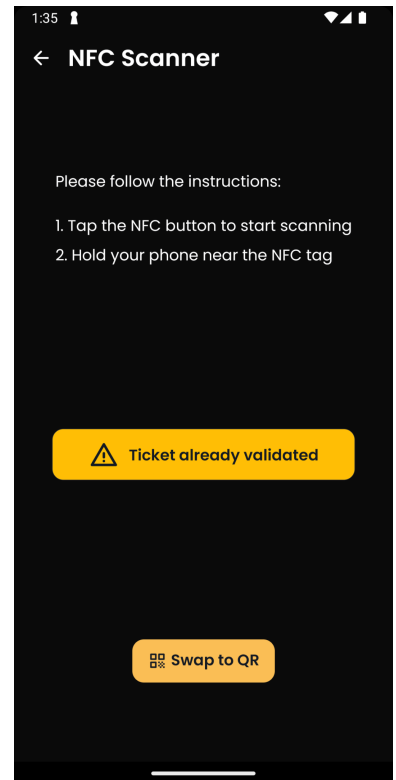 1:35
NFC Scanner
Please follow the instructions:
1. Tap the NFC button to start scanning
2. Hold your phone near the NFC tag
Ticket already validated
Swap to QR